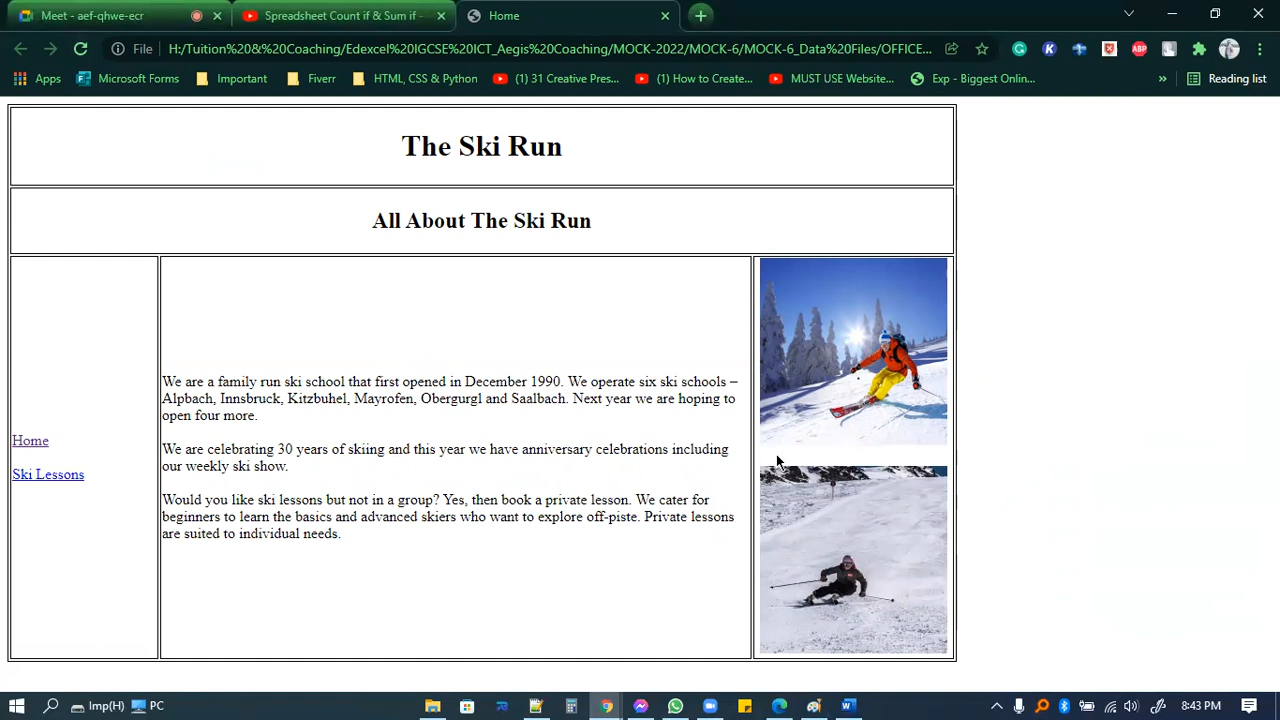 Meet - aef-qhwe-ecr
Spreadsheet Count if & Sum if -
Home
File
H:/Tuition%20&%20Coaching/Edexcel%20IGCSE%20ICT_Aegis%20Coaching/MOCK-2022/MOCK-6/MOCK-6_Data%20Files/OFFICE...
ABP
Apps
Microsoft Forms
Important
Fiverr
HTML, CSS & Python
(1) 31 Creative Pres...
(1) How to Create...
MUST USE Website...
Exp - Biggest Onlin...
»
Reading list
The Ski Run
All About The Ski Run
Home
Ski Lessons
We are a family run ski school that first opened in December 1990. We operate six ski schools –
Alpbach, Innsbruck, Kitzbuhel, Mayrofen, Obergurgl and Saalbach. Next year we are hoping to
open four more.
We are celebrating 30 years of skiing and this year we have anniversary celebrations including
our weekly ski show.
Would you like ski lessons but not in a group? Yes, then book a private lesson. We cater for
beginners to learn the basics and advanced skiers who want to explore off-piste. Private lessons
are suited to individual needs.
Imp(H:)
PC
8:43 PM